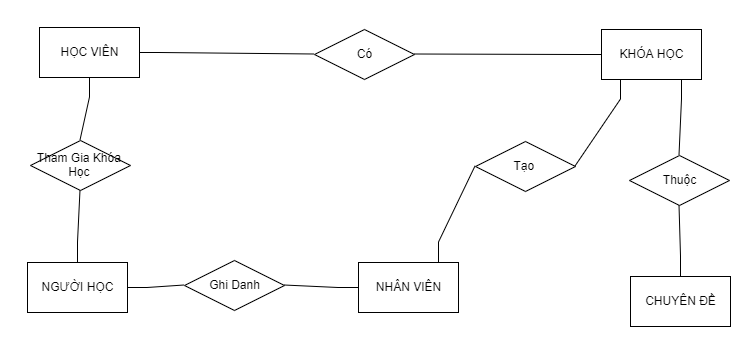 HỌC VIÊN
Có
KHÓA HỌC
Tham Gia Khóa
Học
Tạo
Thuộc
NGƯỜI HỌC
Ghi Danh
NHÂN VIÊN
CHUYÊN ĐỀ